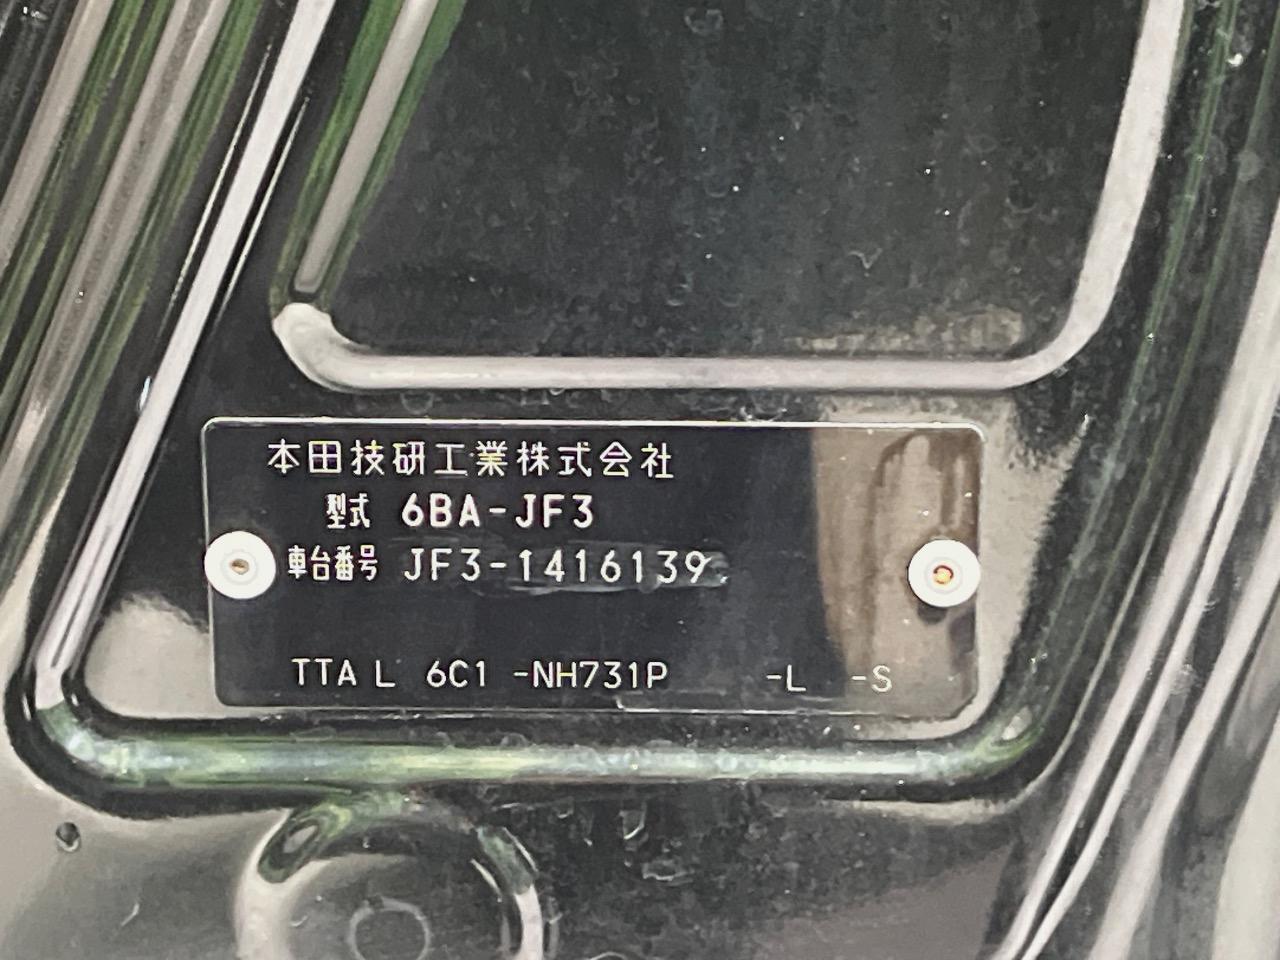 本田技研工業株式会社
型式 6BA-JF3
車台番号 JF3-1416139
TTA L 6C1 -NH731P -L -S